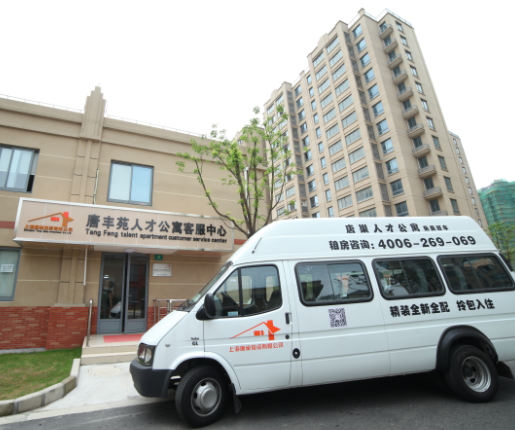 唐丰苑人才公寓客服中心
Tang Feng talent apartment customer service center
唐巢人才公寓
租房咨询:4006-269-069
精装全新全配 拎包入住